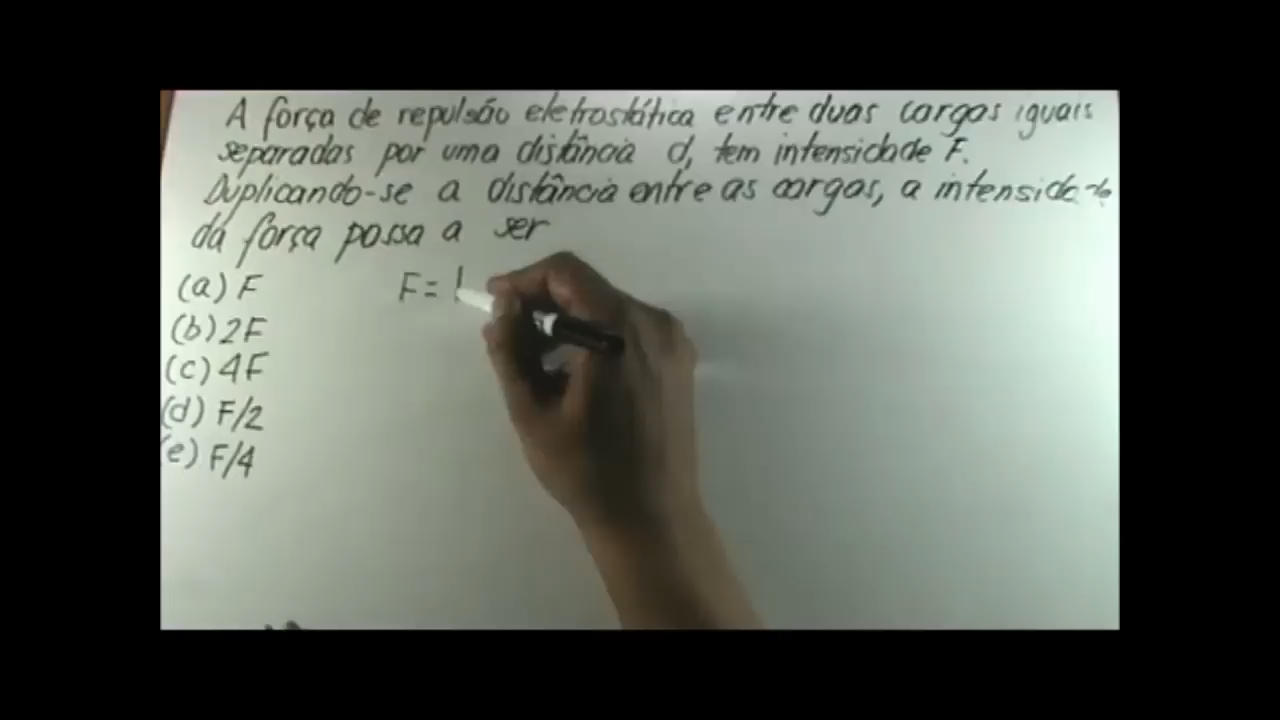 A força de repulsão eletrostática entre duas cargas iguais
separadas por uma distância d, tem intensidade F.
Duplicando-se a distância entre as cargas, a intensidade
da força passa a ser
(a) F
F=
(b) 2F
(c) 4F
(d) F/2
(e) F/4